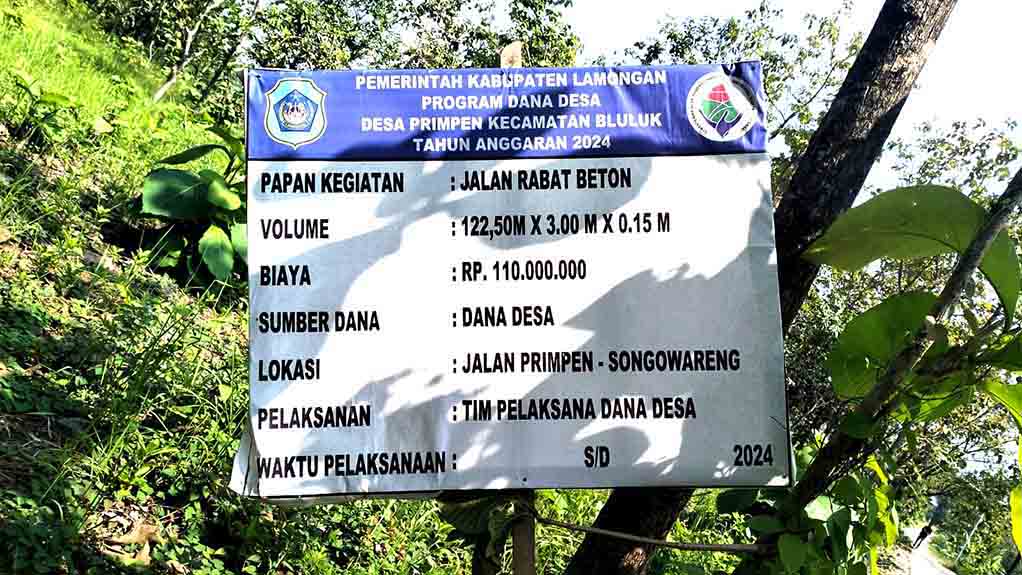 PEMERINTAH KABUPATEN LAMONGAN
PROGRAM DANA DESA
DESA PRIMPEN KECAMATAN BLULUK
TAHUN ANGGARAN 2024
PAPAN KEGIATAN : JALAN RABAT BETON
VOLUME : 122,50M X 3.00 M X 0.15 M
BIAYA : RP. 110.000.000
SUMBER DANA : DANA DESA
LOKASI : JALAN PRIMPEN - SONGOWARENG
PELAKSANAN : TIM PELAKSANA DANA DESA
WAKTU PELAKSANAAN : S/D 2024